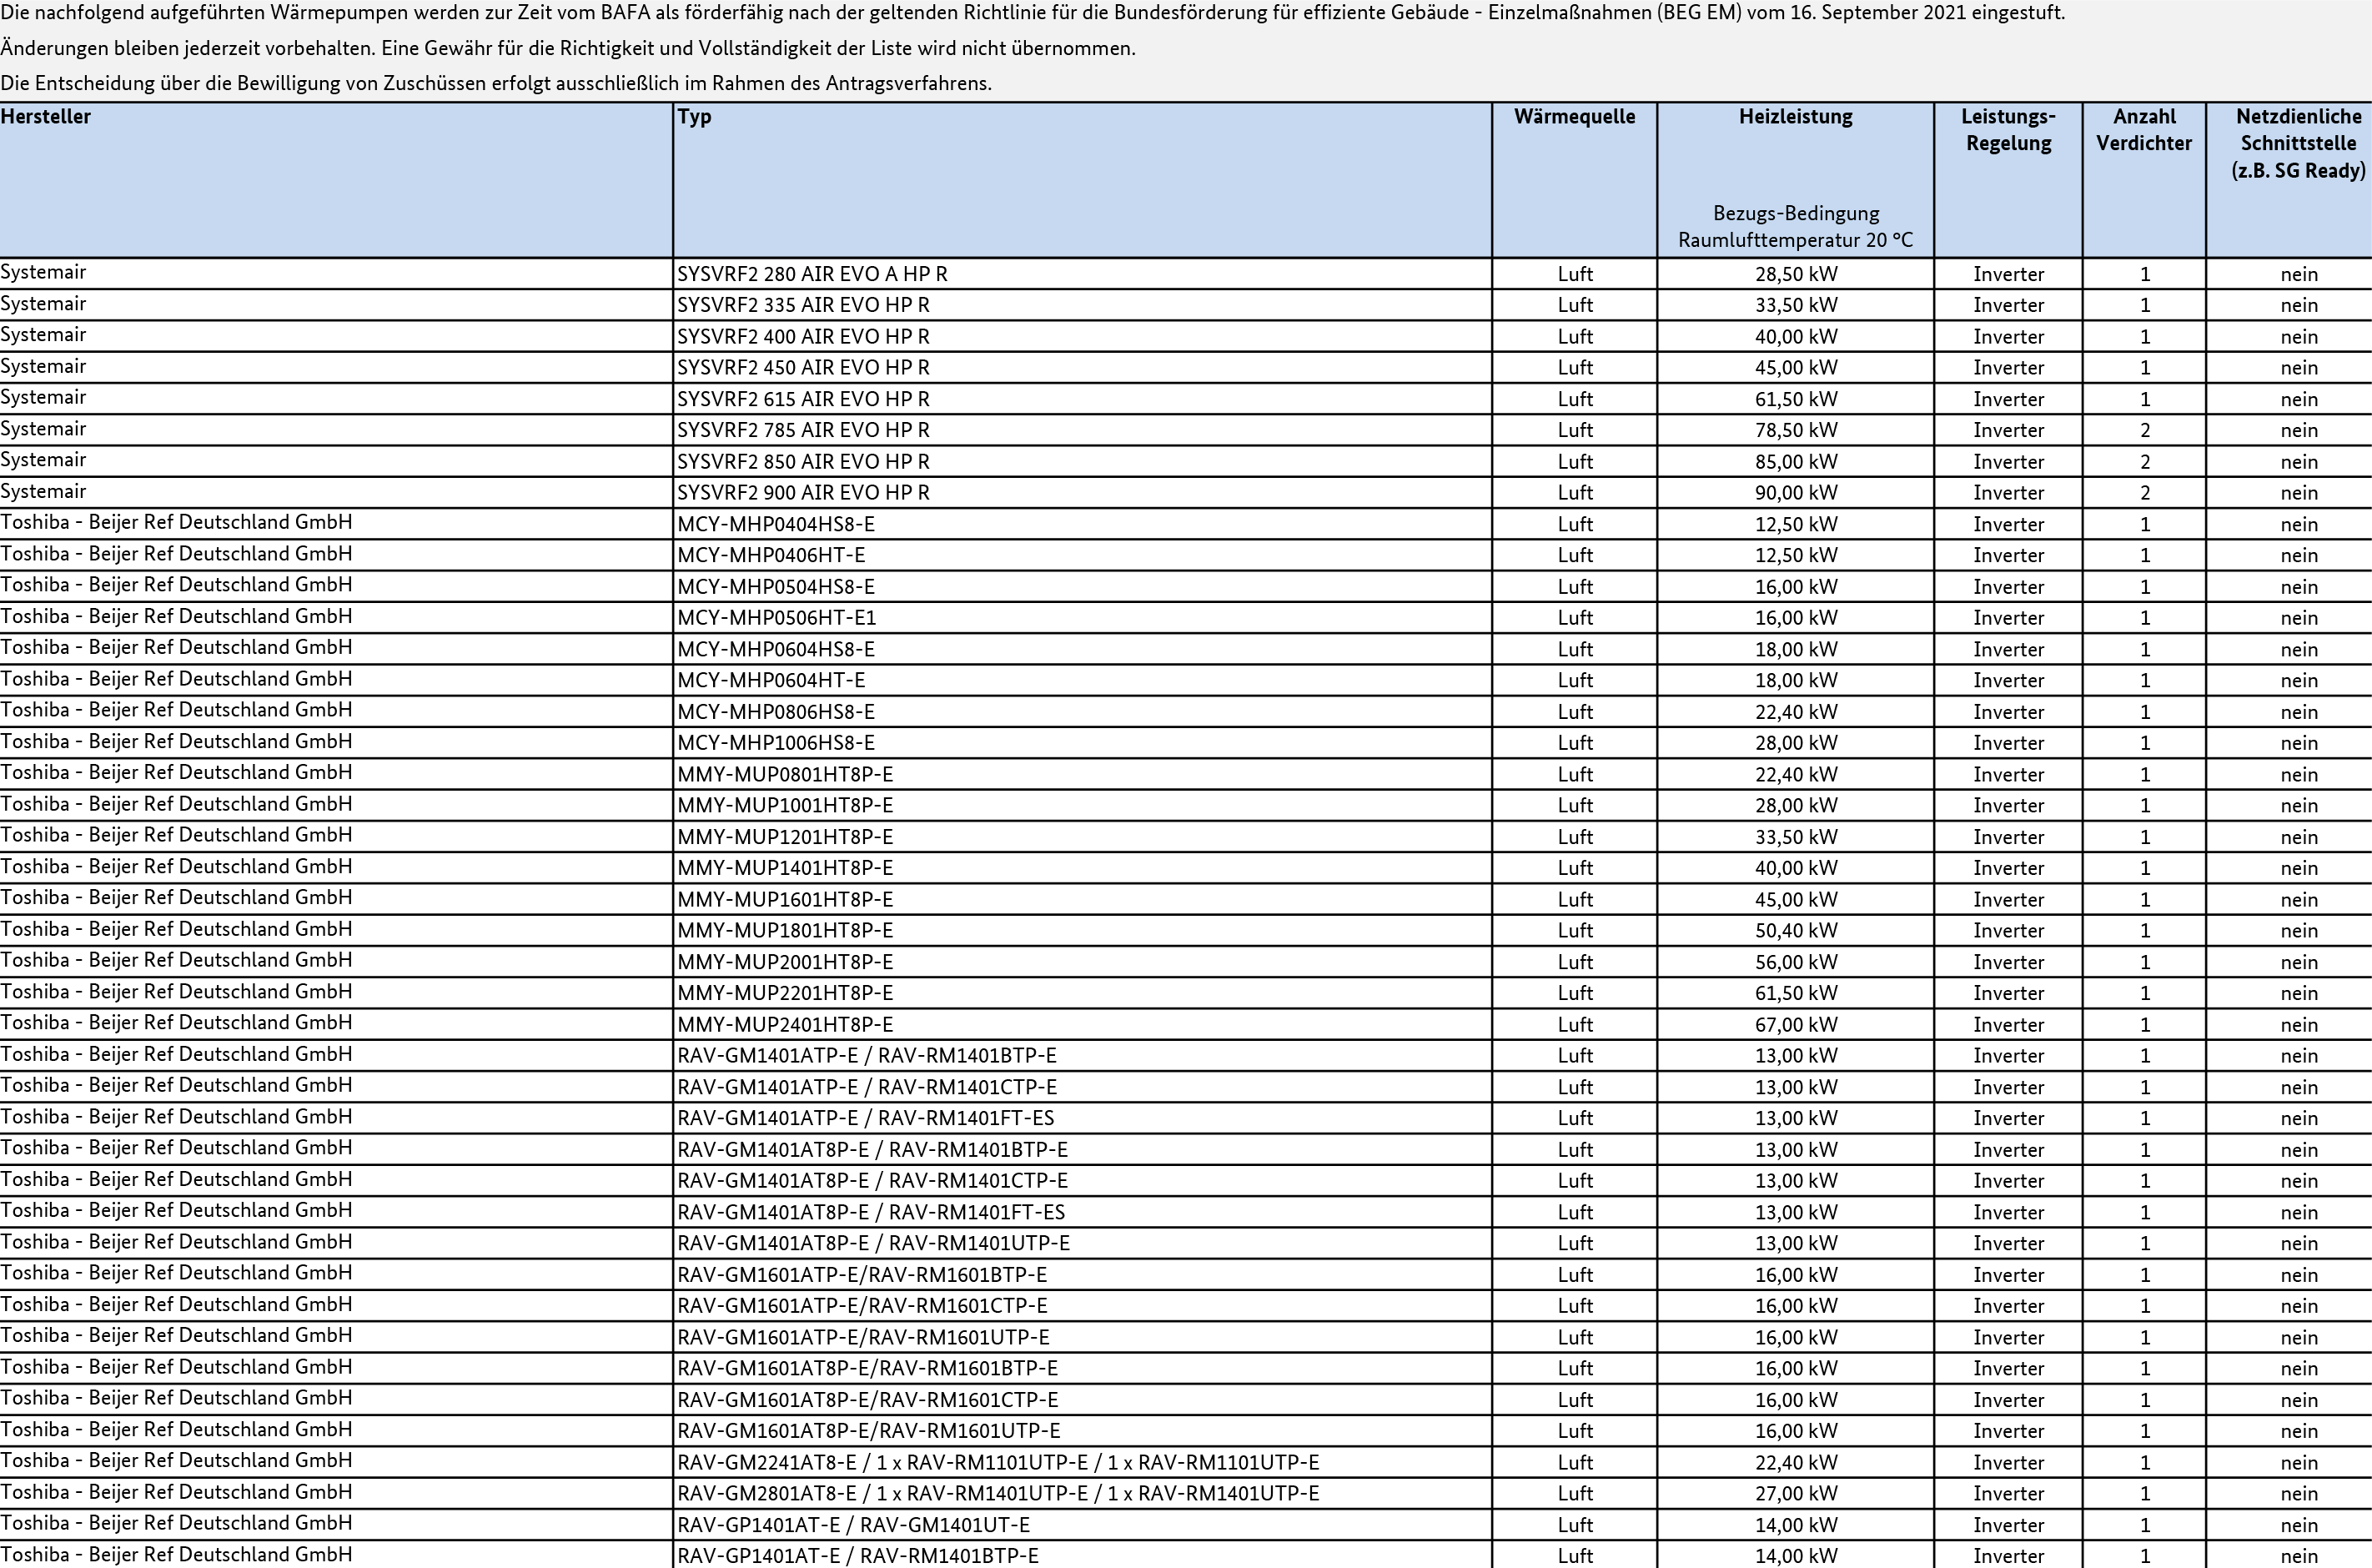 Die nachfolgend aufgeführten Wärmepumpen werden zur Zeit vom BAFA als förderfähig nach der geltenden Richtlinie für die Bundesförderung für effiziente Gebäude - Einzelmaßnahmen (BEG EM) vom 16. September 2021 eingestuft.
Änderungen bleiben jederzeit vorbehalten. Eine Gewähr für die Richtigkeit und Vollständigkeit der Liste wird nicht übernommen.
Die Entscheidung über die Bewilligung von Zuschüssen erfolgt ausschließlich im Rahmen des Antragsverfahrens.
Hersteller Typ Wärmequelle Heizleistung Leistungs- Anzahl Netzdienliche
Regelung Verdichter Schnittstelle
(z.B. SG Ready)
Bezugs-Bedingung
Raumlufttemperatur 20 °C
Systemair SYSVRF2 280 AIR EVO A HP R Luft 28,50 kW Inverter 1 nein
Systemair SYSVRF2 335 AIR EVO HP R Luft 33,50 kW Inverter 1 nein
Systemair SYSVRF2 400 AIR EVO HP R Luft 40,00 kW Inverter 1 nein
Systemair SYSVRF2 450 AIR EVO HP R Luft 45,00 kW Inverter 1 nein
Systemair SYSVRF2 615 AIR EVO HP R Luft 61,50 kW Inverter 1 nein
Systemair SYSVRF2 785 AIR EVO HP R Luft 78,50 kW Inverter 2 nein
Systemair SYSVRF2 850 AIR EVO HP R Luft 85,00 kW Inverter 2 nein
Systemair SYSVRF2 900 AIR EVO HP R Luft 90,00 kW Inverter 2 nein
Toshiba - Beijer Ref Deutschland GmbH MCY-MHP0404HS8-E Luft 12,50 kW Inverter 1 nein
Toshiba - Beijer Ref Deutschland GmbH MCY-MHP0406HT-E Luft 12,50 kW Inverter 1 nein
Toshiba - Beijer Ref Deutschland GmbH MCY-MHP0504HS8-E Luft 16,00 kW Inverter 1 nein
Toshiba - Beijer Ref Deutschland GmbH MCY-MHP0506HT-E1 Luft 16,00 kW Inverter 1 nein
Toshiba - Beijer Ref Deutschland GmbH MCY-MHP0604HS8-E Luft 18,00 kW Inverter 1 nein
Toshiba - Beijer Ref Deutschland GmbH MCY-MHP0604HT-E Luft 18,00 kW Inverter 1 nein
Toshiba - Beijer Ref Deutschland GmbH MCY-MHP0806HS8-E Luft 22,40 kW Inverter 1 nein
Toshiba - Beijer Ref Deutschland GmbH MCY-MHP1006HS8-E Luft 28,00 kW Inverter 1 nein
Toshiba - Beijer Ref Deutschland GmbH MMY-MUP0801HT8P-E Luft 22,40 kW Inverter 1 nein
Toshiba - Beijer Ref Deutschland GmbH MMY-MUP1001HT8P-E Luft 28,00 kW Inverter 1 nein
Toshiba - Beijer Ref Deutschland GmbH MMY-MUP1201HT8P-E Luft 33,50 kW Inverter 1 nein
Toshiba - Beijer Ref Deutschland GmbH MMY-MUP1401HT8P-E Luft 40,00 kW Inverter 1 nein
Toshiba - Beijer Ref Deutschland GmbH MMY-MUP1601HT8P-E Luft 45,00 kW Inverter 1 nein
Toshiba - Beijer Ref Deutschland GmbH MMY-MUP1801HT8P-E Luft 50,40 kW Inverter 1 nein
Toshiba - Beijer Ref Deutschland GmbH MMY-MUP2001HT8P-E Luft 56,00 kW Inverter 1 nein
Toshiba - Beijer Ref Deutschland GmbH MMY-MUP2201HT8P-E Luft 61,50 kW Inverter 1 nein
Toshiba - Beijer Ref Deutschland GmbH MMY-MUP2401HT8P-E Luft 67,00 kW Inverter 1 nein
Toshiba - Beijer Ref Deutschland GmbH RAV-GM1401ATP-E / RAV-RM1401BTP-E Luft 13,00 kW Inverter 1 nein
Toshiba - Beijer Ref Deutschland GmbH RAV-GM1401ATP-E / RAV-RM1401CTP-E Luft 13,00 kW Inverter 1 nein
Toshiba - Beijer Ref Deutschland GmbH RAV-GM1401ATP-E / RAV-RM1401FT-ES Luft 13,00 kW Inverter 1 nein
Toshiba - Beijer Ref Deutschland GmbH RAV-GM1401AT8P-E / RAV-RM1401BTP-E Luft 13,00 kW Inverter 1 nein
Toshiba - Beijer Ref Deutschland GmbH RAV-GM1401AT8P-E / RAV-RM1401CTP-E Luft 13,00 kW Inverter 1 nein
Toshiba - Beijer Ref Deutschland GmbH RAV-GM1401AT8P-E / RAV-RM1401FT-ES Luft 13,00 kW Inverter 1 nein
Toshiba - Beijer Ref Deutschland GmbH RAV-GM1401AT8P-E / RAV-RM1401UTP-E Luft 13,00 kW Inverter 1 nein
Toshiba - Beijer Ref Deutschland GmbH RAV-GM1601ATP-E/RAV-RM1601BTP-E Luft 16,00 kW Inverter 1 nein
Toshiba - Beijer Ref Deutschland GmbH RAV-GM1601ATP-E/RAV-RM1601CTP-E Luft 16,00 kW Inverter 1 nein
Toshiba - Beijer Ref Deutschland GmbH RAV-GM1601ATP-E/RAV-RM1601UTP-E Luft 16,00 kW Inverter 1 nein
Toshiba - Beijer Ref Deutschland GmbH RAV-GM1601AT8P-E/RAV-RM1601BTP-E Luft 16,00 kW Inverter 1 nein
Toshiba - Beijer Ref Deutschland GmbH RAV-GM1601AT8P-E/RAV-RM1601CTP-E Luft 16,00 kW Inverter 1 nein
Toshiba - Beijer Ref Deutschland GmbH RAV-GM1601AT8P-E/RAV-RM1601UTP-E Luft 16,00 kW Inverter 1 nein
Toshiba - Beijer Ref Deutschland GmbH RAV-GM2241AT8-E / 1 x RAV-RM1101UTP-E / 1 x RAV-RM1101UTP-E Luft 22,40 kW Inverter 1 nein
Toshiba - Beijer Ref Deutschland GmbH RAV-GM2801AT8-E / 1 x RAV-RM1401UTP-E / 1 x RAV-RM1401UTP-E Luft 27,00 kW Inverter 1 nein
Toshiba - Beijer Ref Deutschland GmbH RAV-GP1401AT-E / RAV-GM1401UT-E Luft 14,00 kW Inverter 1 nein
Toshiba - Beijer Ref Deutschland GmbH RAV-GP1401AT-E / RAV-RM1401BTP-E Luft 14,00 kW Inverter 1 nein